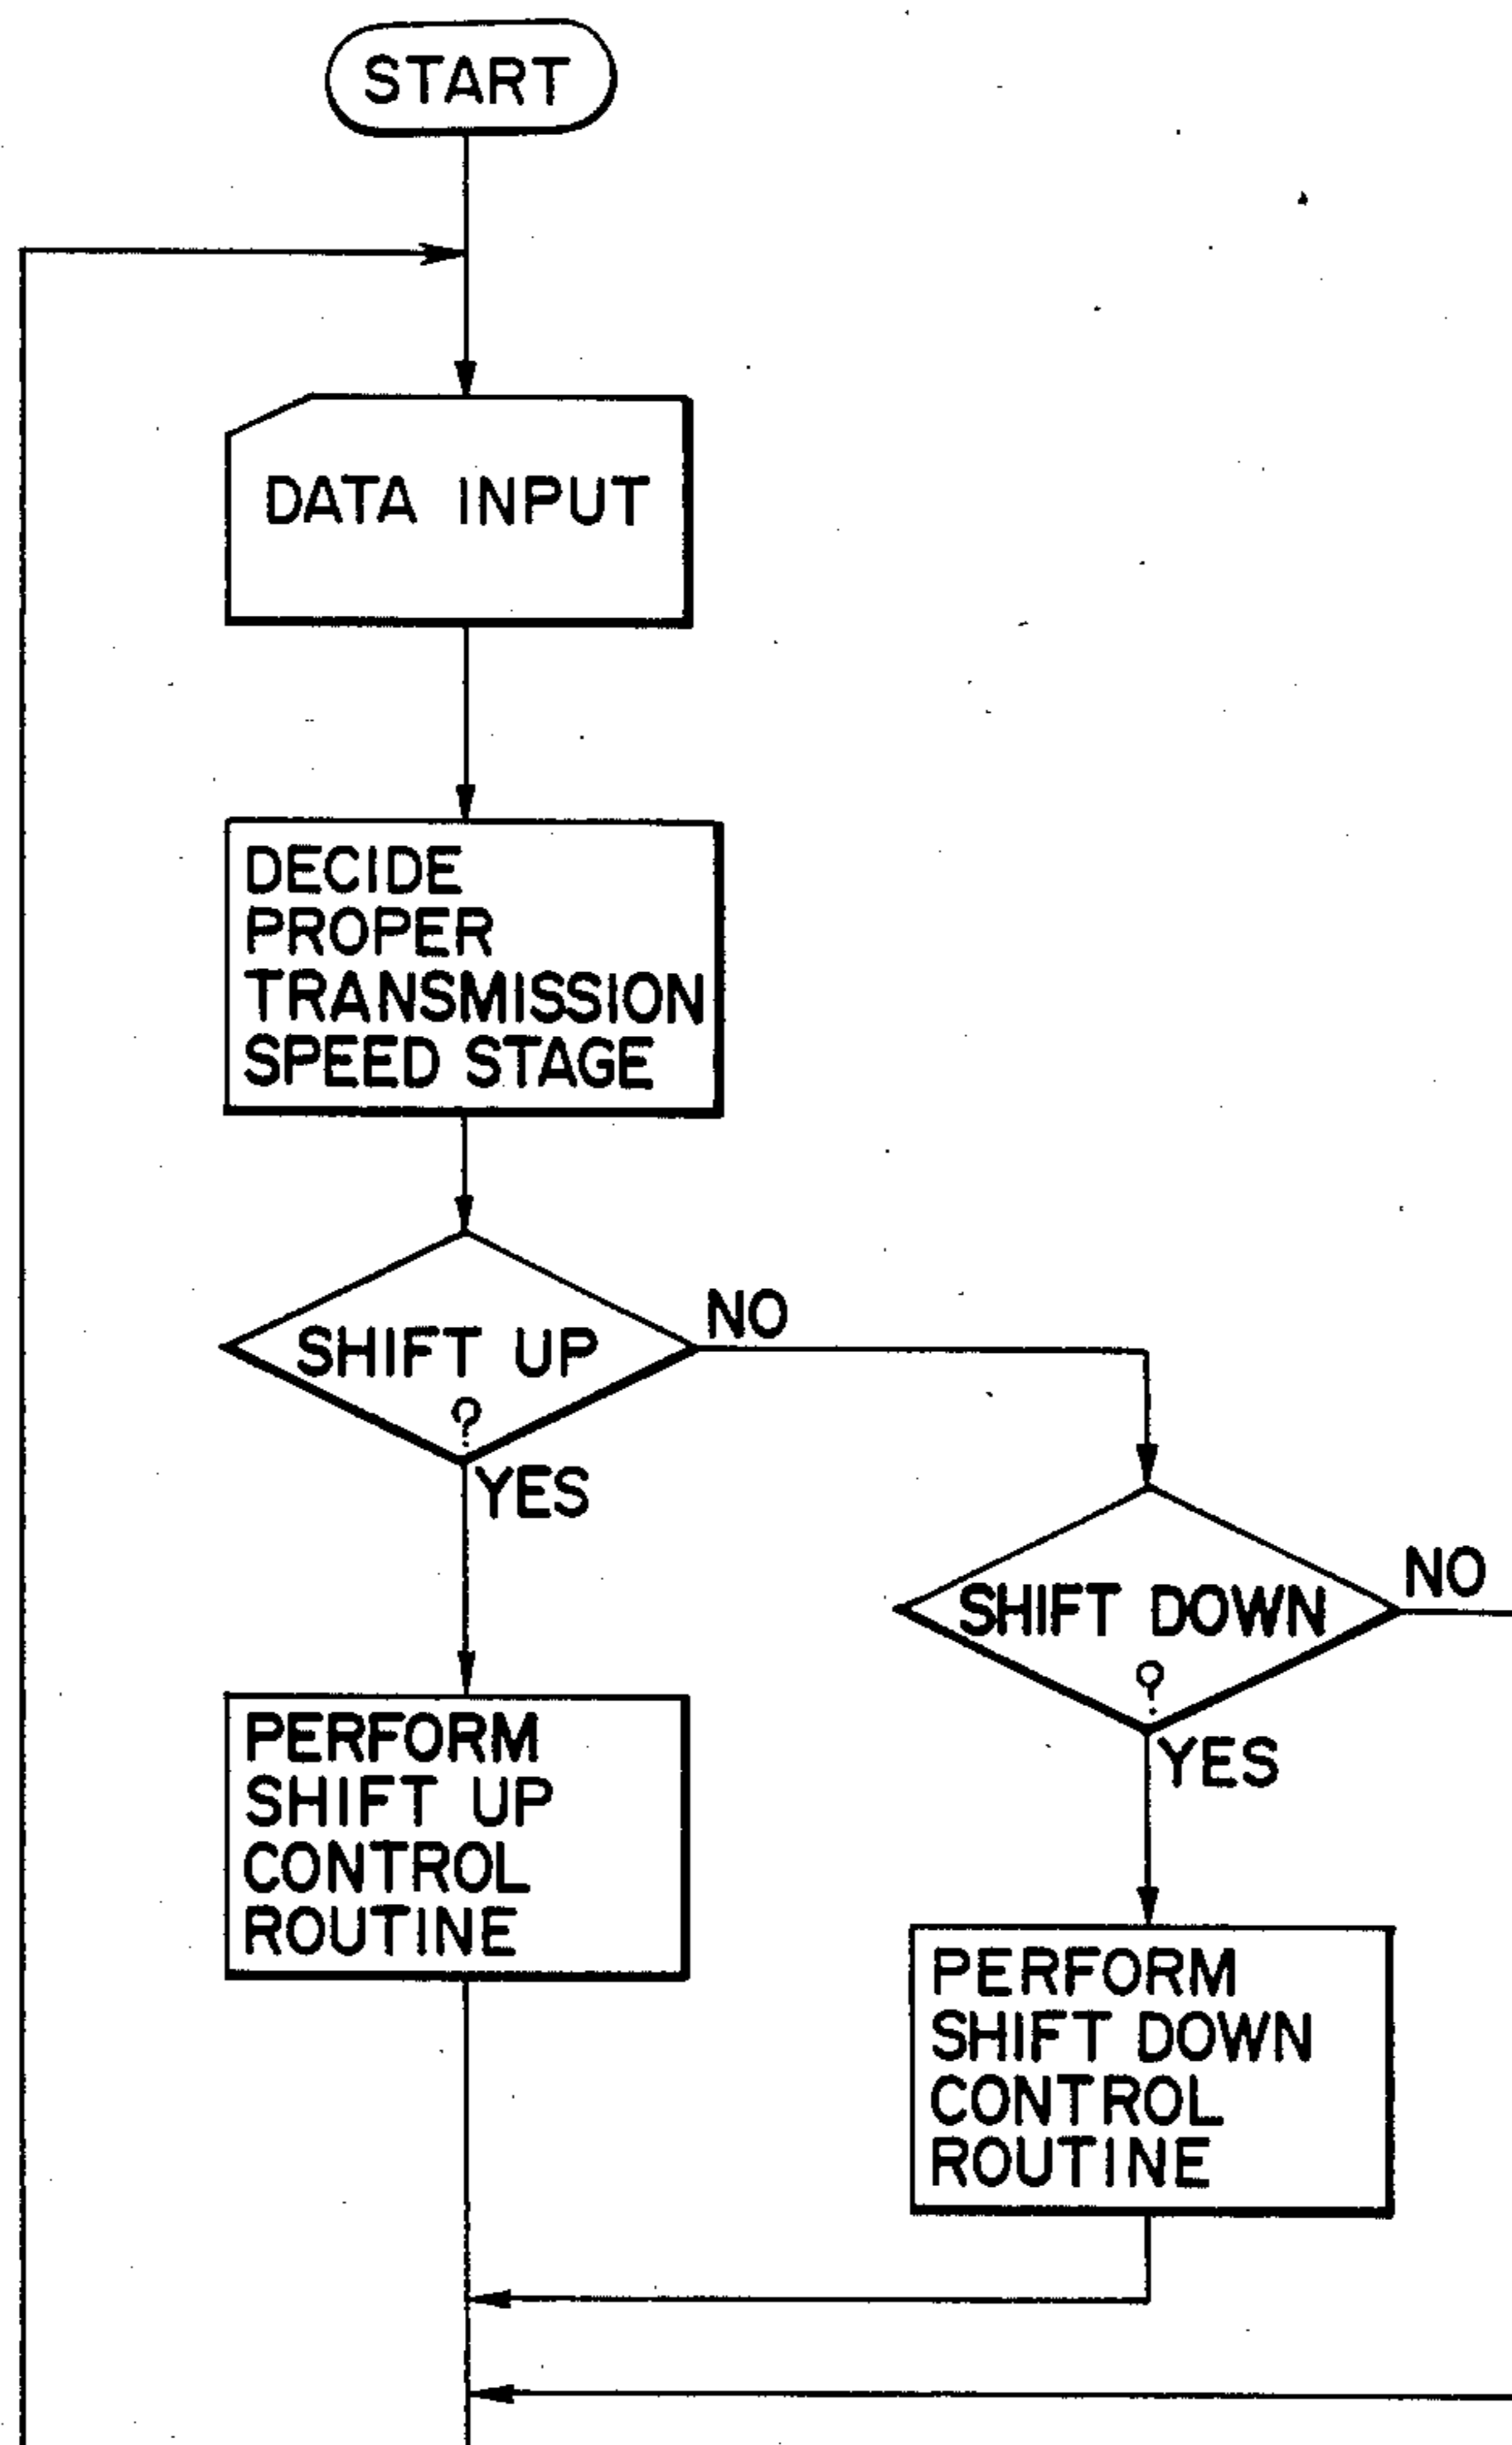 START
DATA INPUT
DECIDE
PROPER
TRANSMISSION
SPEED STAGE
SHIFT UP
?
NO
YES
SHIFT DOWN
?
NO
YES
PERFORM
SHIFT UP
CONTROL
ROUTINE
PERFORM
SHIFT DOWN
CONTROL
ROUTINE